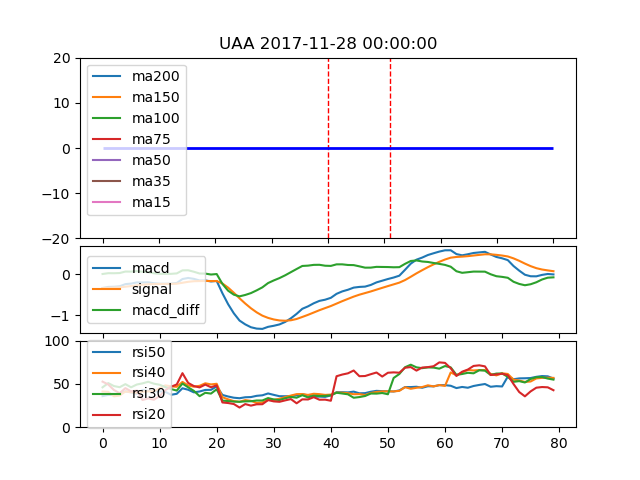 UAA 2017-11-28 00:00:00
20
10
0
−10
−20
ma200
ma150
ma100
ma75
ma50
ma35
ma15
0
−1
macd
signal
macd_diff
100
50
0
rsi50
rsi40
rsi30
rsi20
0 10 20 30 40 50 60 70 80